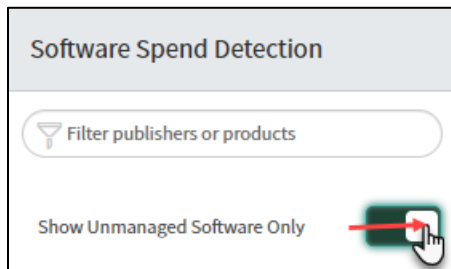 Software Spend Detection
Filter publishers or products
Show Unmanaged Software Only